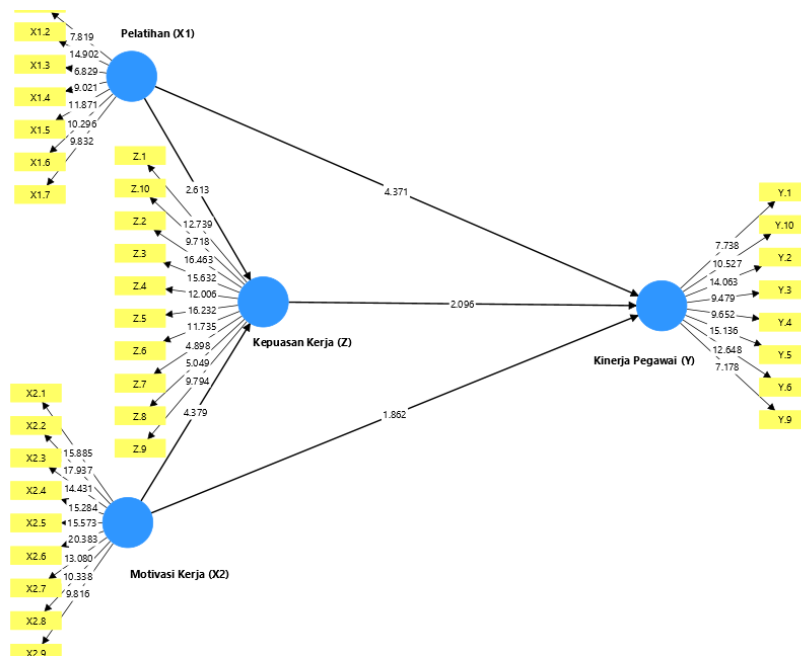 Pelatihan (X1)
X1.2
X1.3
X1.4
X1.5
X1.6
X1.7
7.819
14.902
6.829
9.021
11.871
10.296
9.832
2.613
4.371
Z.1
Z.10
Z.2
Z.3
Z.4
Z.5
Z.6
Z.7
Z.8
Z.9
12.739
9.718
16.463
15.632
12.006
16.232
11.735
4.898
5.049
9.794
Kepuasan Kerja (Z)
2.096
4.379
1.862
Y.1
Y.10
Y.2
Y.3
Y.4
Y.5
Y.6
Y.9
7.738
10.527
14.063
9.479
9.652
15.136
12.648
7.178
Kinerja Pegawai (Y)
X2.1
X2.2
X2.3
X2.4
X2.5
X2.6
X2.7
X2.8
X2.9
15.885
17.937
14.431
15.284
15.573
20.383
13.080
10.338
9.816
Motivasi Kerja (X2)